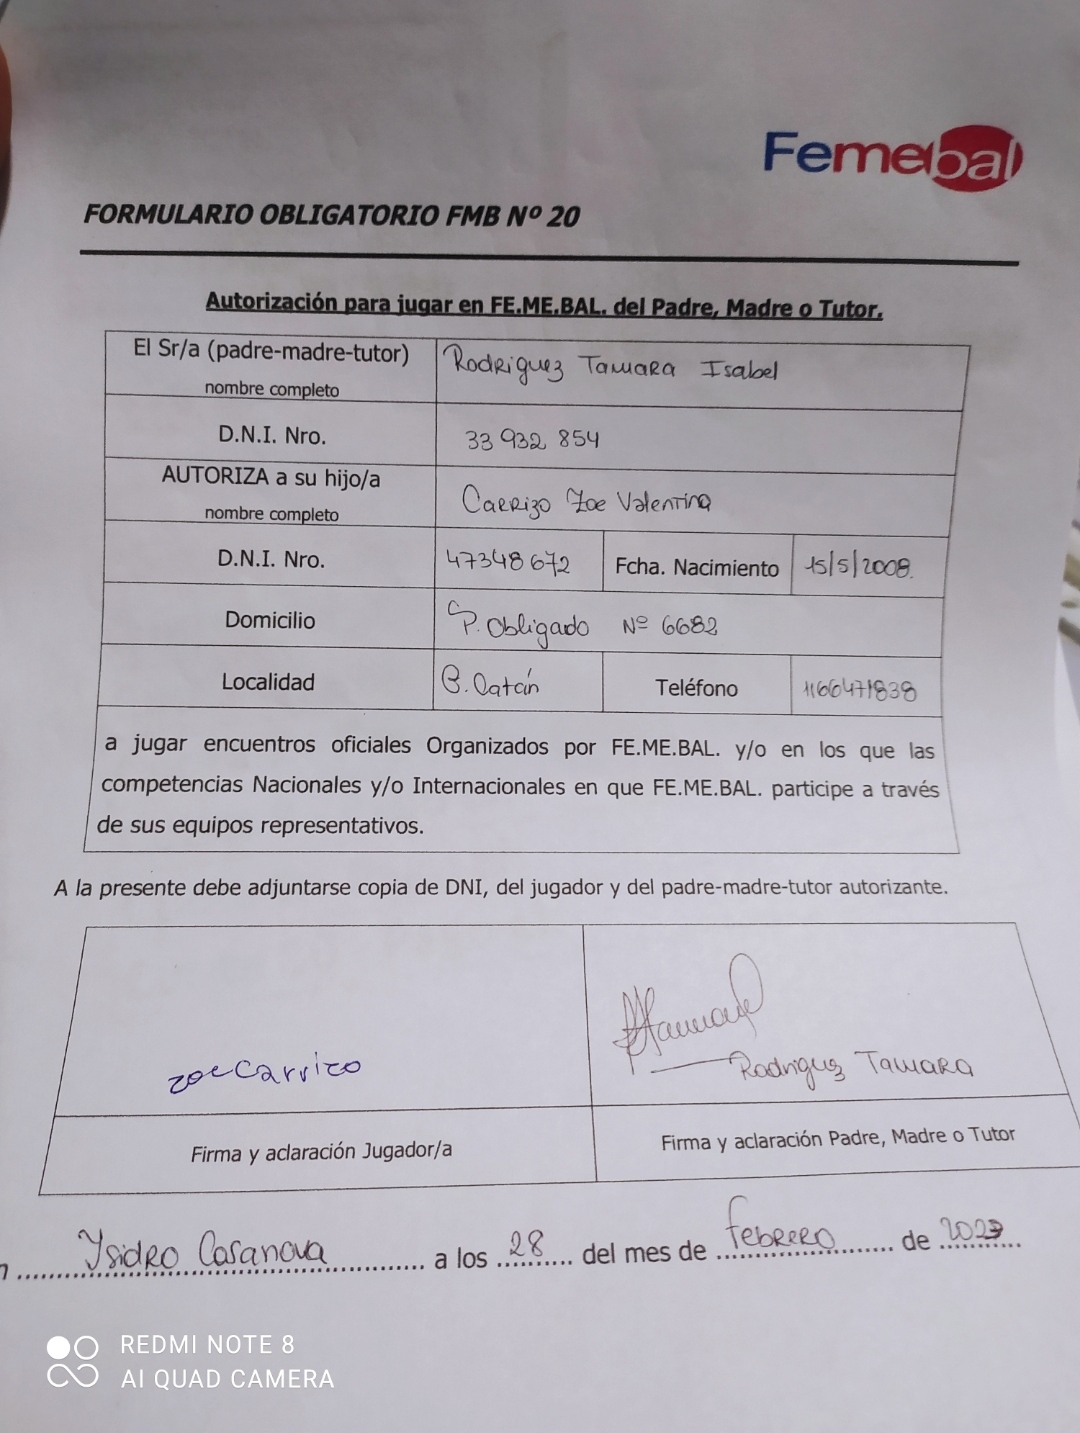 Femebal
FORMULARIO OBLIGATORIO FMB Nº 20
Autorización para jugar en FE.ME.BAL. del Padre, Madre o Tutor.
El Sr/a (padre-madre-tutor) Rodriguez Tamara Isabel
nombre completo
D.N.I. Nro. 33 932 854
AUTORIZA a su hijo/a Carrizo Zoe Valentina
nombre completo
D.N.I. Nro. 47348672 Fcha. Nacimiento 15/5/2008.
Domicilio P. Obligado Nº 6682
Localidad G. Catán Teléfono 1166471838
a jugar encuentros oficiales Organizados por FE.ME.BAL. y/o en los que las
competencias Nacionales y/o Internacionales en que FE.ME.BAL. participe a través
de sus equipos representativos.
A la presente debe adjuntarse copia de DNI, del jugador y del padre-madre-tutor autorizante.
zoe Carrizo
Rodriguez Tamara
Firma y aclaración Jugador/a Firma y aclaración Padre, Madre o Tutor
Ysidro Casanova a los 28 del mes de febrero de 2023
REDMI NOTE 8
AI QUAD CAMERA